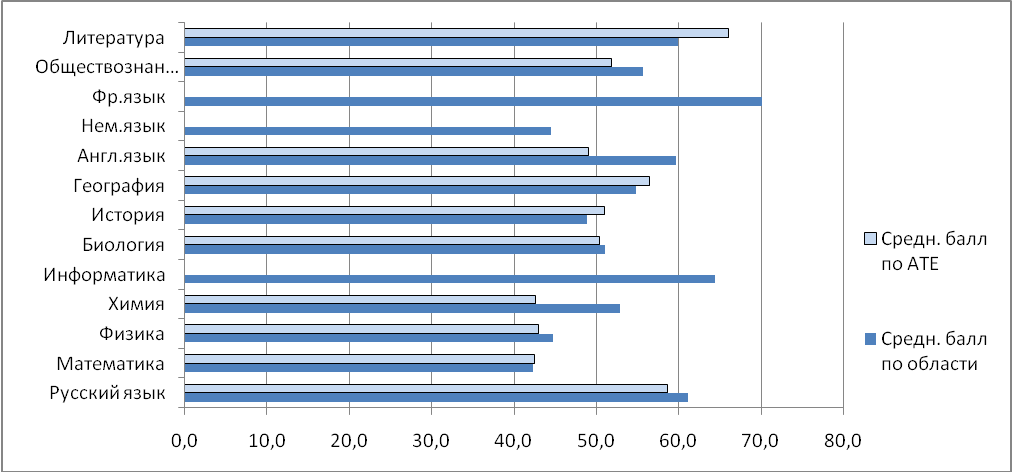 Литература
Обществознан...
Фр.язык
Нем.язык
Англ.язык
География
История
Биология
Информатика
Химия
Физика
Математика
Русский язык
0,0 10,0 20,0 30,0 40,0 50,0 60,0 70,0 80,0
Средн. балл
по АТЕ
Средн. балл
по области